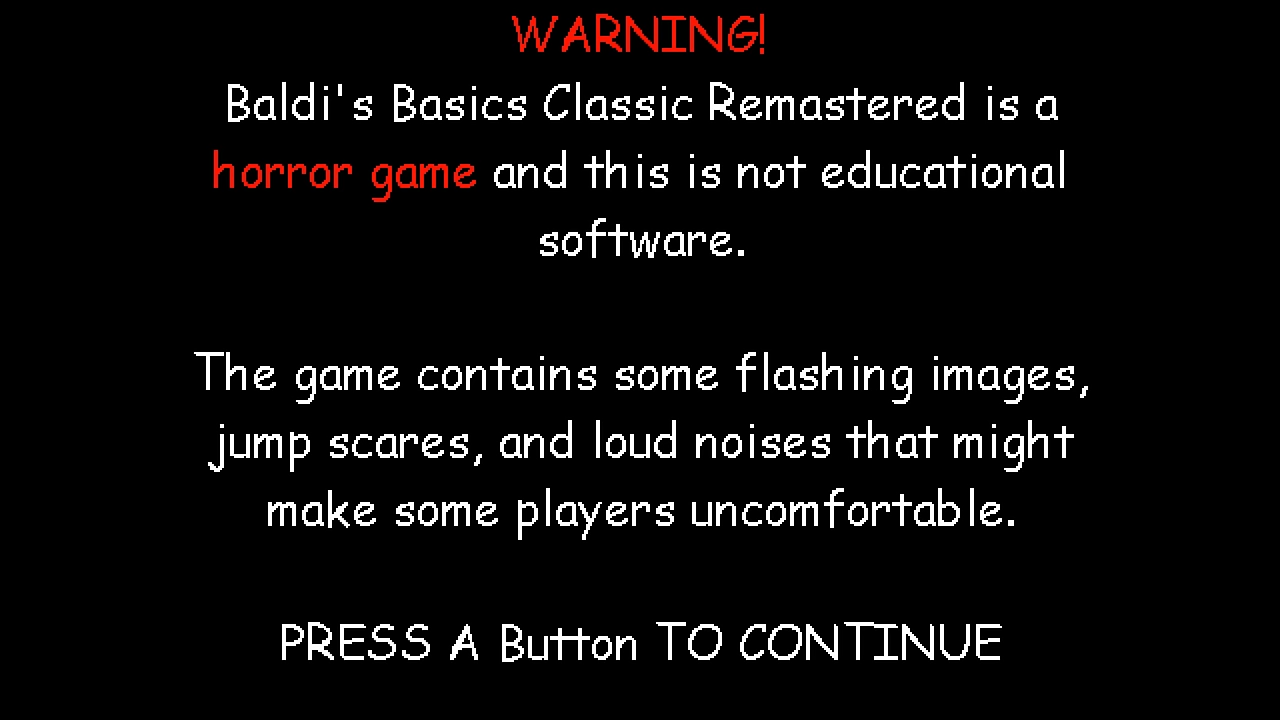 WARNING!
Baldi's Basics Classic Remastered is a
horror game and this is not educational
software.
The game contains some flashing images,
jump scares, and loud noises that might
make some players uncomfortable.
PRESS A Button TO CONTINUE